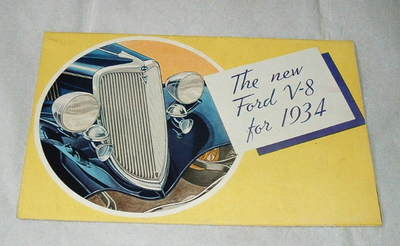 The new
Ford V-8
for 1934